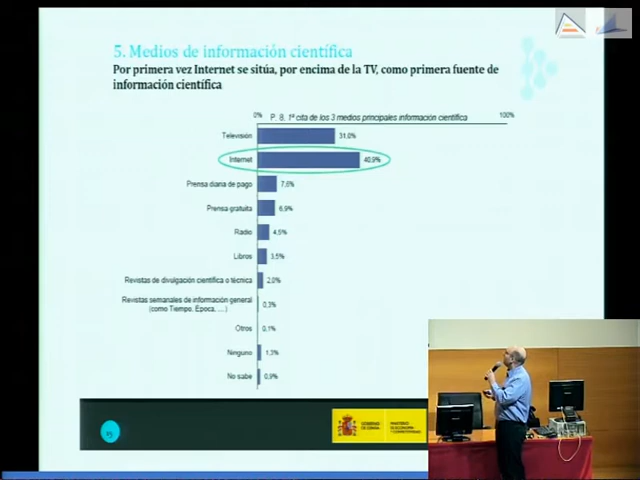 5. Medios de información científica
Por primera vez Internet se sitúa, por encima de la TV, como primera fuente de
información científica
0% P. 8. 1ª cita de los 3 medios principales información científica 100%
Televisión 31,0%
Internet 40,9%
Prensa diaria de pago 7,6%
Prensa gratuita 6,9%
Radio 4,5%
Libros 3,5%
Revistas de divulgación científica o técnica 2,0%
Revistas semanales de información general 0,3%
(como Tiempo, Epoca, ....)
Otros 0,1%
Ninguno 1,3%
No sabe 0,9%
GOBIERNO MINISTERIO
DE ESPAÑA DE ECONOMÍA
Y COMPETITIVIDAD